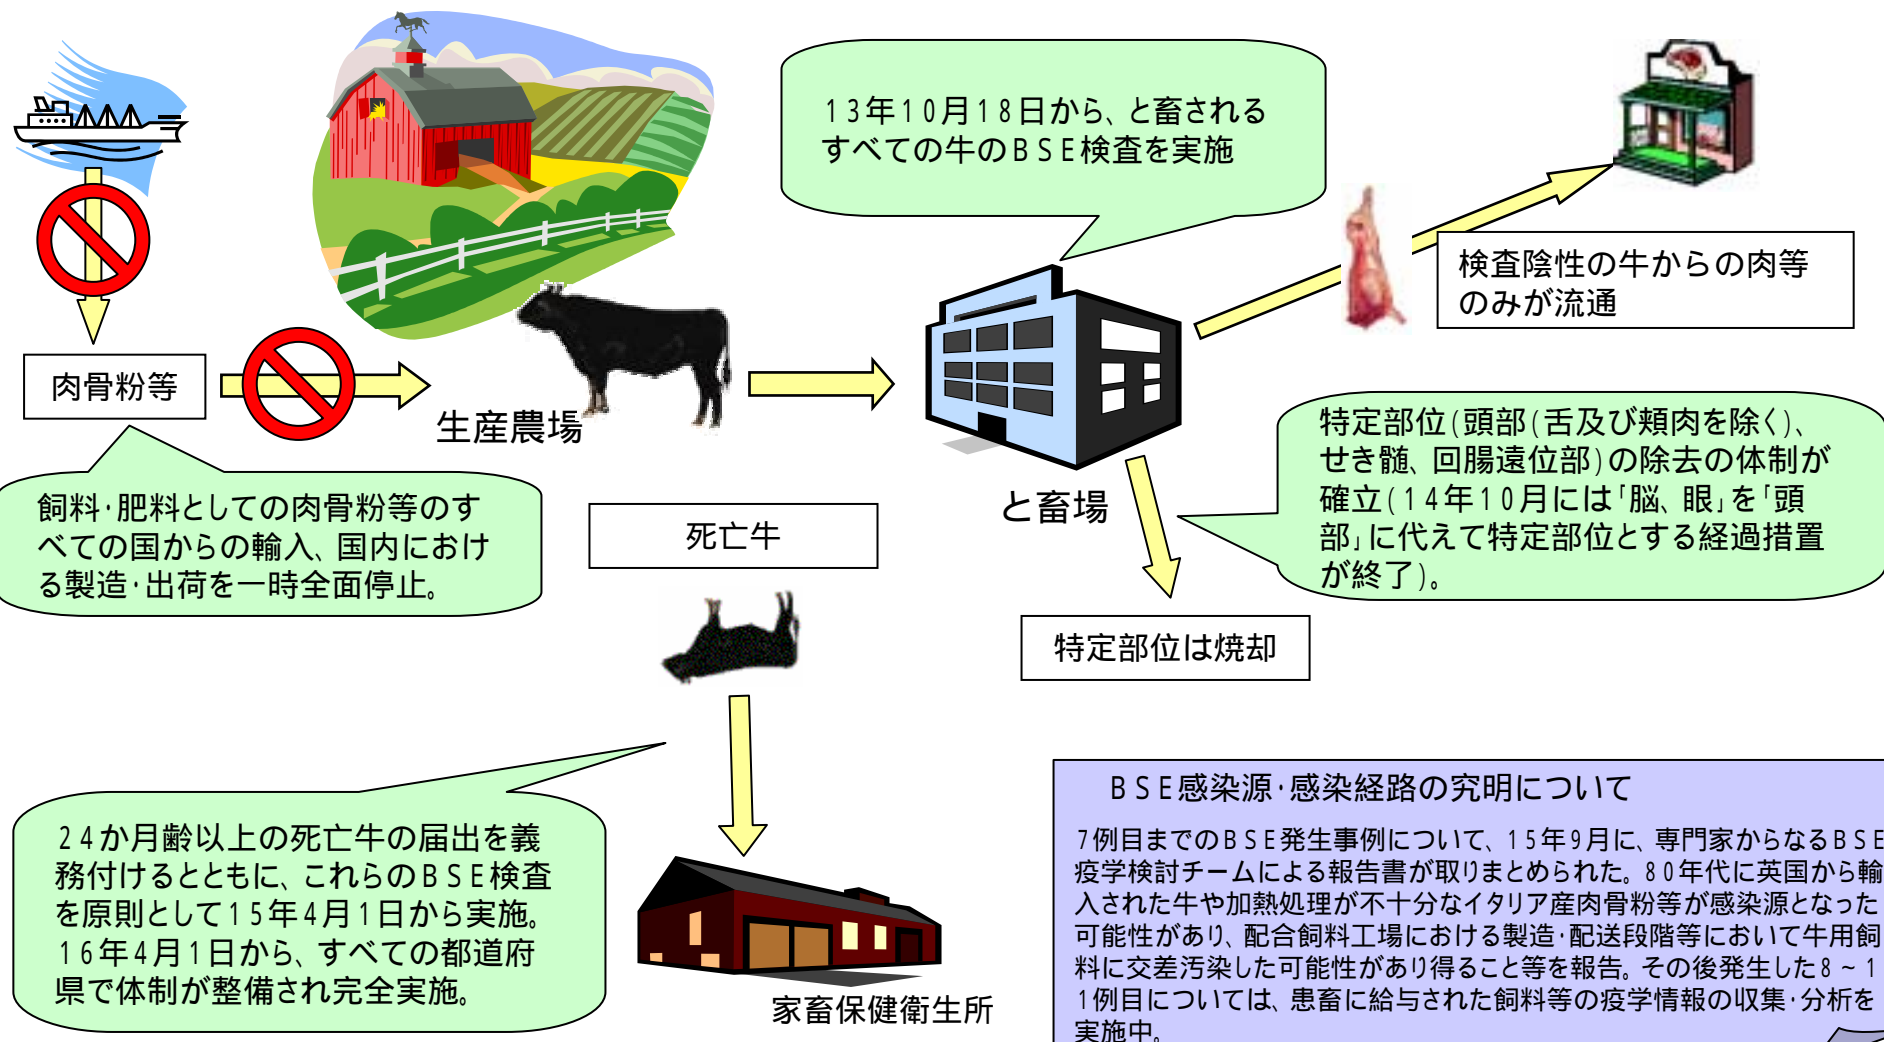 13年10月18日から、と畜される
すべての牛のBSE検査を実施
検査陰性の牛からの肉等
のみが流通
肉骨粉等
生産農場
飼料・肥料としての肉骨粉等のす
べての国からの輸入、国内におけ
る製造・出荷を一時全面停止。
死亡牛
と畜場
特定部位(頭部(舌及び頬肉を除く)、
せき髄、回腸遠位部)の除去の体制が
確立(14年10月には「脳、眼」を「頭
部」に代えて特定部位とする経過措置
が終了)。
特定部位は焼却
24か月齢以上の死亡牛の届出を義
務付けるとともに、これらのBSE検査
を原則として15年4月1日から実施。
16年4月1日から、すべての都道府
県で体制が整備され完全実施。
家畜保健衛生所
BSE感染源・感染経路の究明について
7例目までのBSE発生事例について、15年9月に、専門家からなるBSE
疫学検討チームによる報告書が取りまとめられた。80年代に英国から輸
入された牛や加熱処理が不十分なイタリア産肉骨粉等が感染源となった
可能性があり、配合飼料工場における製造・配送段階等において牛用飼
料に交差汚染した可能性があり得ること等を報告。その後発生した8~1
1例目については、患畜に給与された飼料等の疫学情報の収集・分析を
実施中。